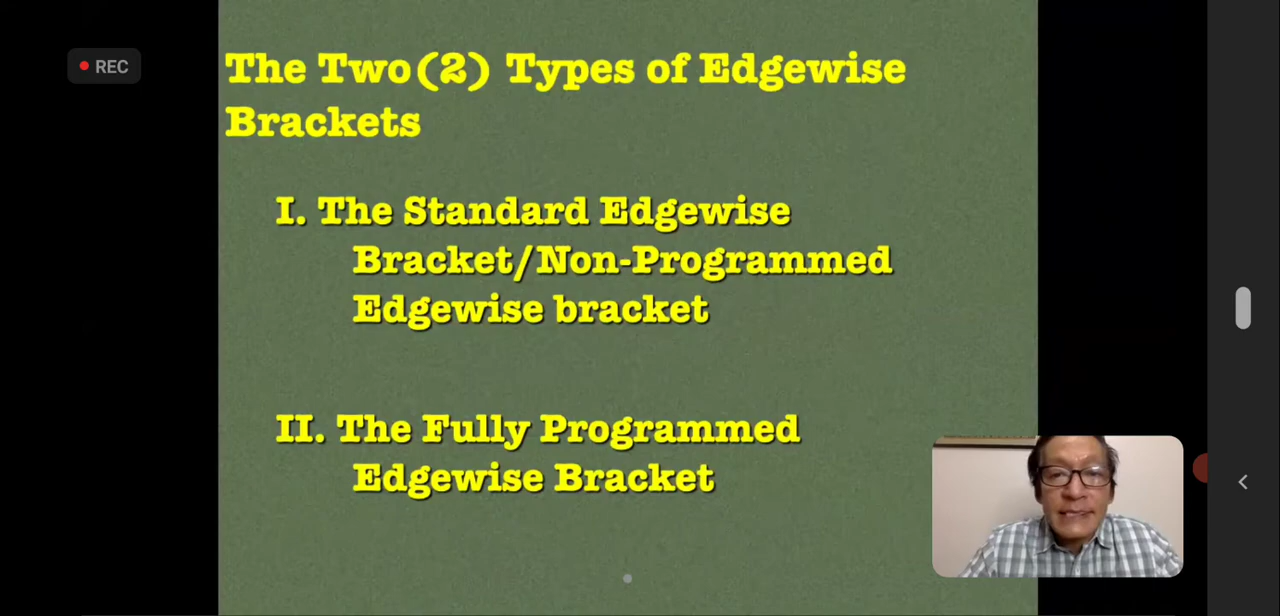 REC
The Two(2) Types of Edgewise
Brackets
I. The Standard Edgewise
Bracket/Non-Programmed
Edgewise bracket
II. The Fully Programmed
Edgewise Bracket